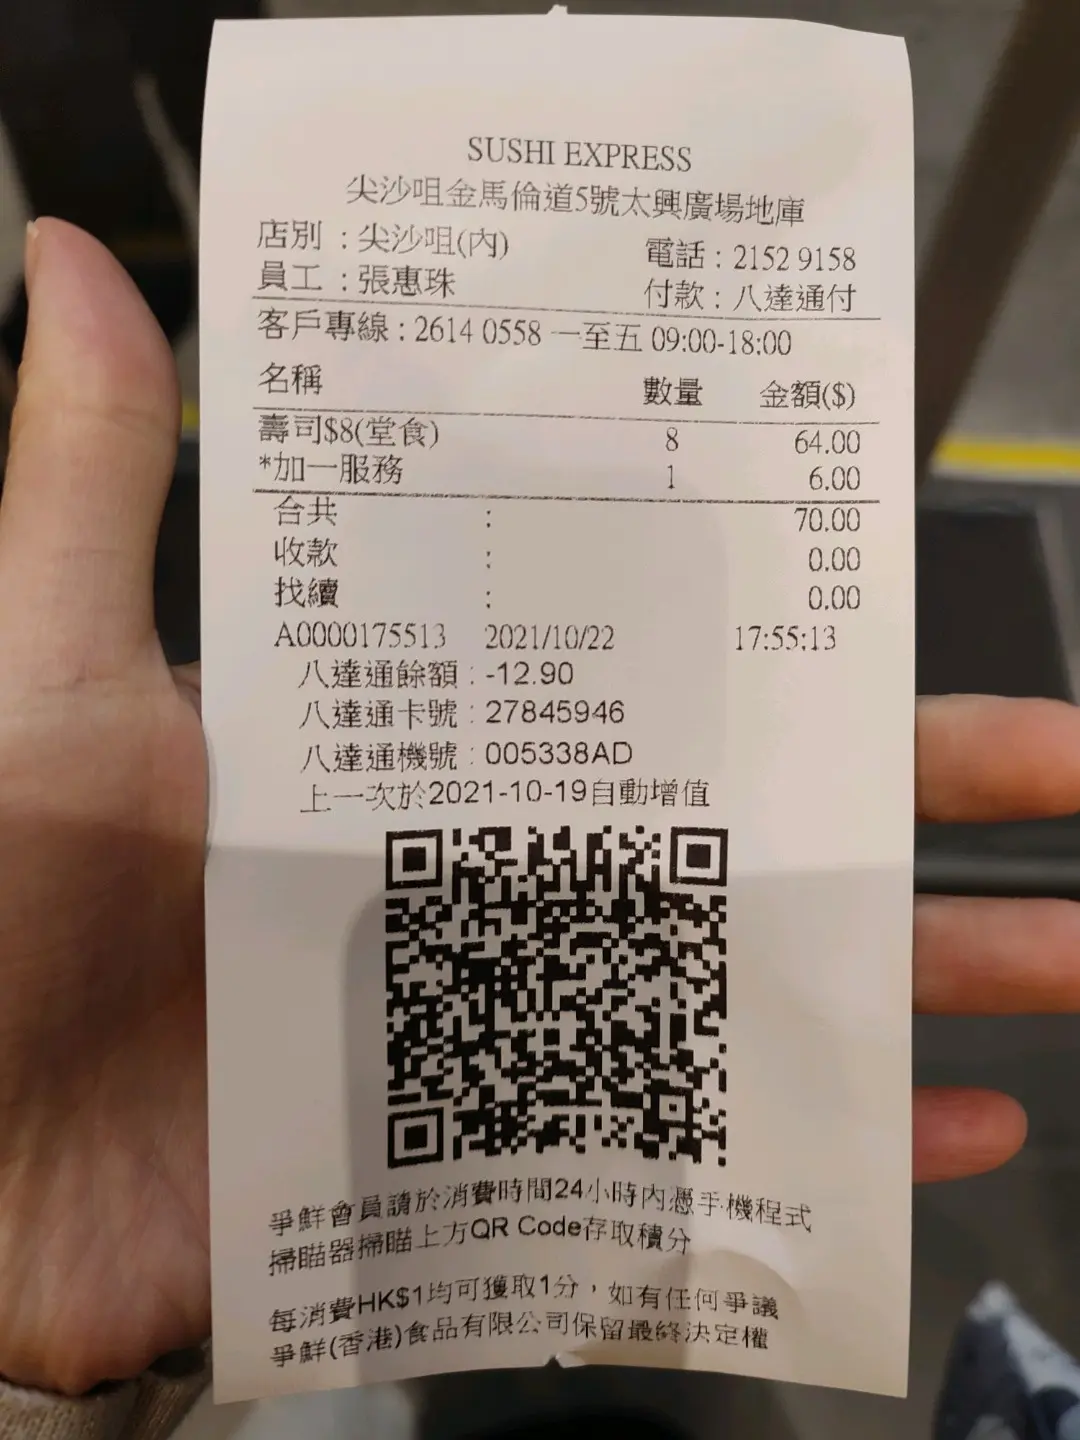 SUSHI EXPRESS
尖沙咀金馬倫道5號太興廣場地庫
店別：尖沙咀(內) 電話：2152 9158
員工：張惠珠 付款：八達通付
客戶專線：2614 0558 一至五 09:00-18:00
名稱 數量 金額($)
壽司$8(堂食) 8 64.00
*加一服務 1 6.00
合共 : 70.00
收款 : 0.00
找續 : 0.00
A0000175513 2021/10/22 17:55:13
八達通餘額：-12.90
八達通卡號：27845946
八達通機號：005338AD
上一次於2021-10-19自動增值
爭鮮會員請於消費時間24小時內憑手機程式
掃瞄器掃瞄上方QR Code存取積分
每消費HK$1均可獲取1分，如有任何爭議
爭鮮(香港)食品有限公司保留最終決定權